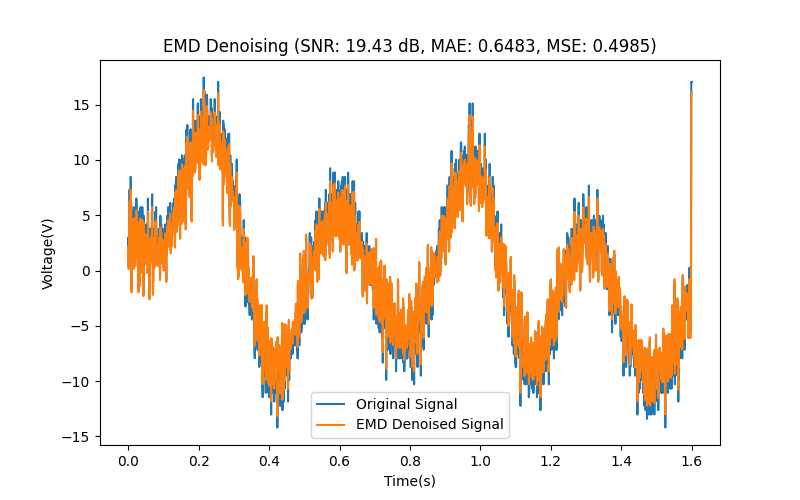 EMD Denoising (SNR: 19.43 dB, MAE: 0.6483, MSE: 0.4985)
Voltage(V)
15
10
5
0
−5
−10
−15
Original Signal
EMD Denoised Signal
0.0 0.2 0.4 0.6 0.8 1.0 1.2 1.4 1.6
Time(s)